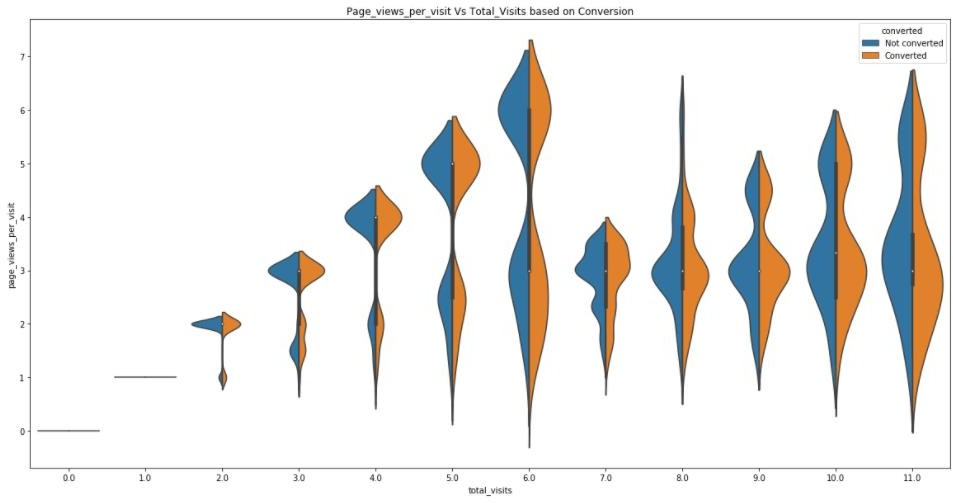 Page_views_per_visit Vs Total_Visits based on Conversion
converted
Not converted
Converted
7
6
5
4
3
2
1
0
page_views_per_visit
0.0 1.0 2.0 3.0 4.0 5.0 6.0 7.0 8.0 9.0 10.0 11.0
total_visits